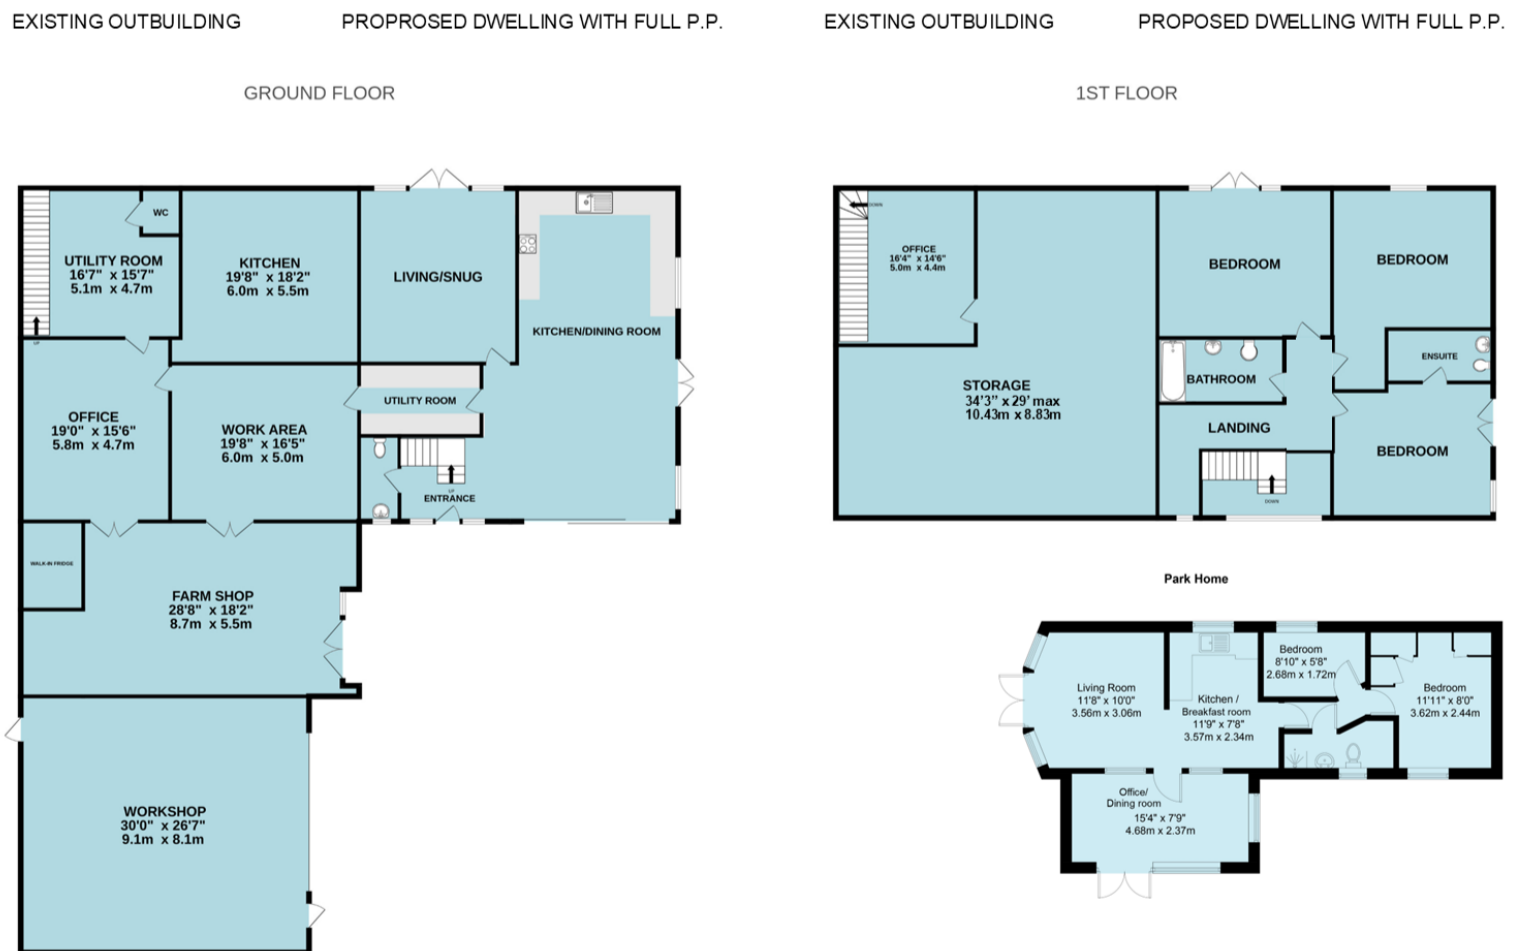 EXISTING OUTBUILDING
PROPROSED DWELLING WITH FULL P.P.
GROUND FLOOR
WC
UTILITY ROOM
16'7" x 15'7"
5.1m x 4.7m
KITCHEN
19'8" x 18'2"
6.0m x 5.5m
LIVING/SNUG
KITCHEN/DINING ROOM
UP
OFFICE
19'0" x 15'6"
5.8m x 4.7m
WORK AREA
19'8" x 16'5"
6.0m x 5.0m
UTILITY ROOM
UP
ENTRANCE
WALK-IN FRIDGE
FARM SHOP
28'8" x 18'2"
8.7m x 5.5m
WORKSHOP
30'0" x 26'7"
9.1m x 8.1m
EXISTING OUTBUILDING
PROPOSED DWELLING WITH FULL P.P.
1ST FLOOR
DOWN
OFFICE
16'4" x 14'6"
5.0m x 4.4m
BEDROOM
BEDROOM
ENSUITE
BATHROOM
STORAGE
34'3" x 29' max
10.43m x 8.83m
LANDING
BEDROOM
DOWN
Park Home
Living Room
11'8" x 10'0"
3.56m x 3.06m
Kitchen /
Breakfast room
11'9" x 7'8"
3.57m x 2.34m
Bedroom
8'10" x 5'8"
2.68m x 1.72m
Bedroom
11'11" x 8'0"
3.62m x 2.44m
Office/
Dining room
15'4" x 7'9"
4.68m x 2.37m